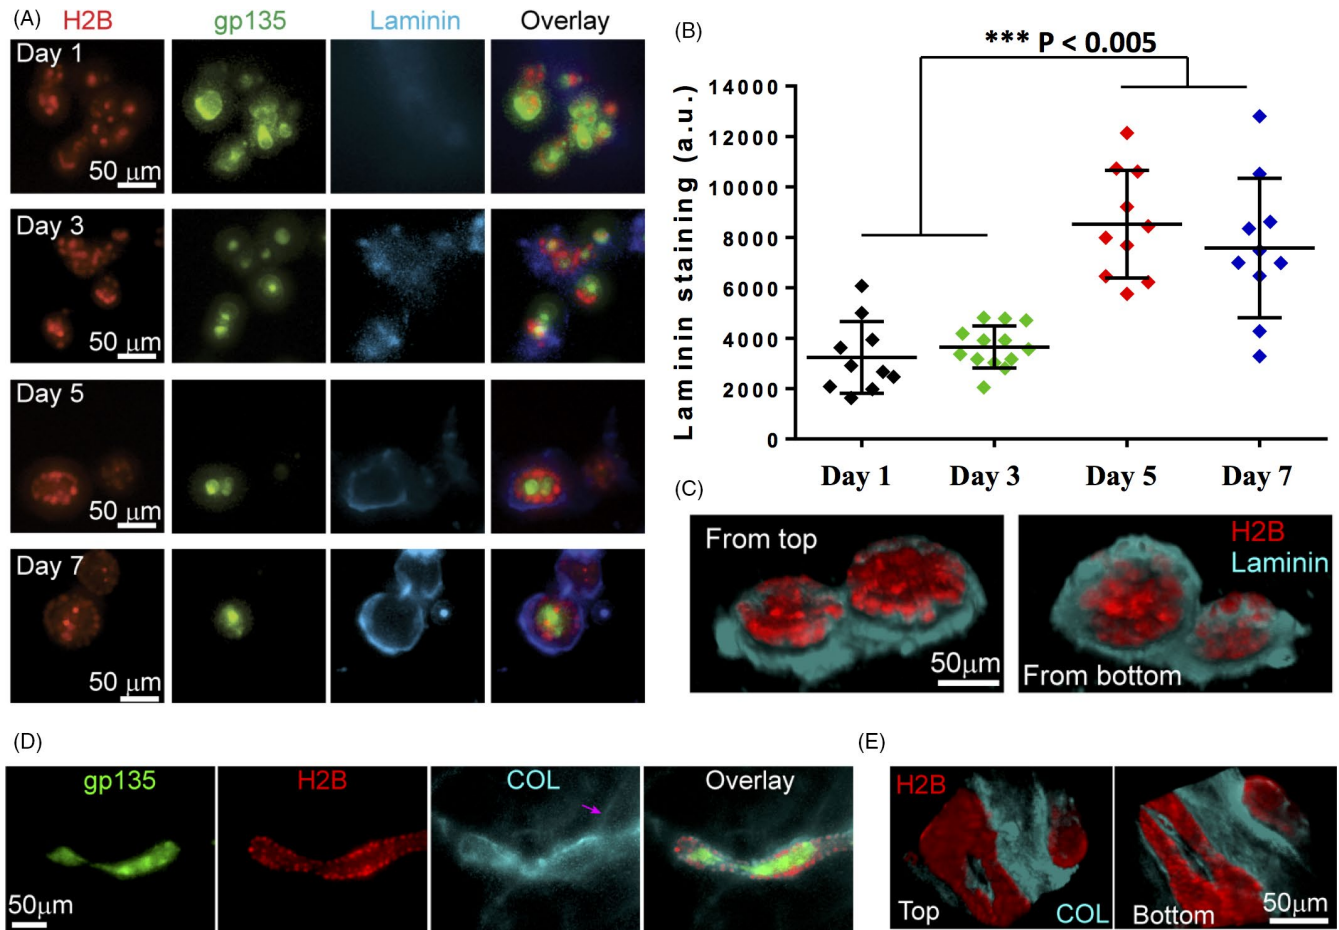 (A)
H2B gp135 Laminin Overlay
Day 1
50 μm
Day 3
50 μm
Day 5
50 μm
Day 7
50 μm
(B)
*** P < 0.005
Laminin staining (a.u.)
14000
12000
10000
8000
6000
4000
2000
0
Day 1 Day 3 Day 5 Day 7
(C)
From top
50μm
H2B
Laminin
From bottom
(D)
gp135 H2B COL Overlay
50μm
(E)
H2B
Top COL
Bottom 50μm